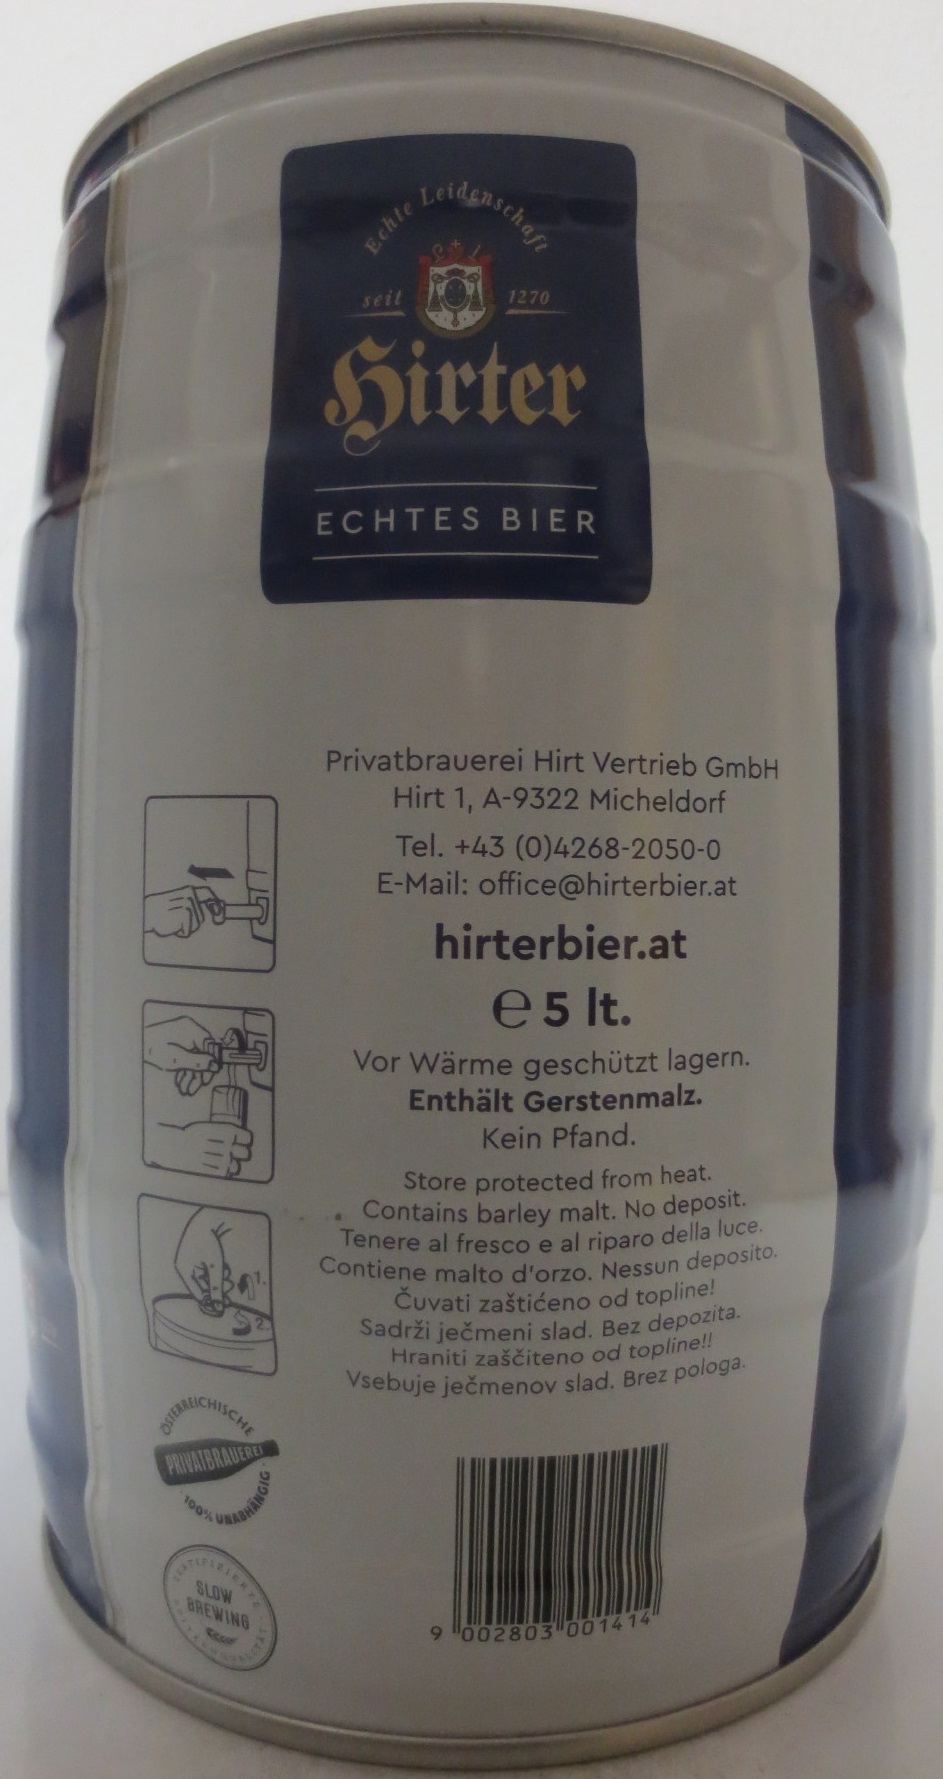 Echte Leidenschaft
seit 1270
Hirter
ECHTES BIER
Privatbrauerei Hirt Vertrieb GmbH
Hirt 1, A-9322 Micheldorf
Tel. +43 (0)4268-2050-0
E-Mail: office@hirterbier.at
hirterbier.at
℮ 5 lt.
Vor Wärme geschützt lagern.
Enthält Gerstenmalz.
Kein Pfand.
Store protected from heat.
Contains barley malt. No deposit.
Tenere al fresco e al riparo della luce.
Contiene malto d'orzo. Nessun deposito.
Čuvati zaštićeno od topline!
Sadrži ječmeni slad. Bez depozita.
Hraniti zaščiteno od topline!!
Vsebuje ječmenov slad. Brez pologa.
1.
2.
ÖSTERREICHISCHE
PRIVATBRAUEREI
100% UNABHÄNGIG
ZERTIFIZIERTE
SLOW
BREWING
9 002803 001414